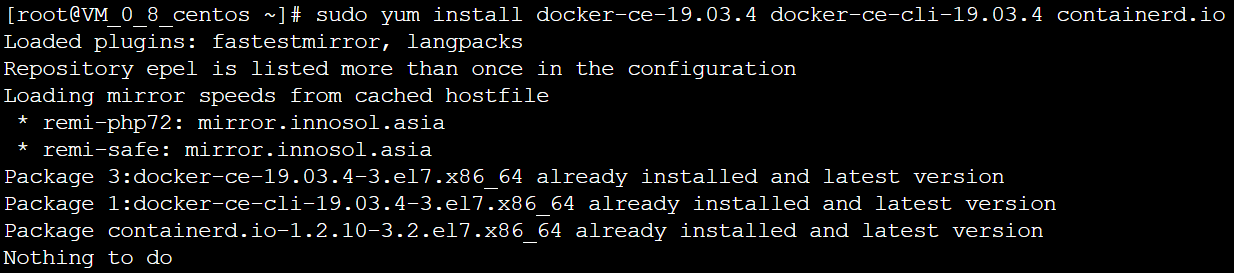 [root@VM_0_8_centos ~]# sudo yum install docker-ce-19.03.4 docker-ce-cli-19.03.4 containerd.io
Loaded plugins: fastestmirror, langpacks
Repository epel is listed more than once in the configuration
Loading mirror speeds from cached hostfile
 * remi-php72: mirror.innosol.asia
 * remi-safe: mirror.innosol.asia
Package 3:docker-ce-19.03.4-3.el7.x86_64 already installed and latest version
Package 1:docker-ce-cli-19.03.4-3.el7.x86_64 already installed and latest version
Package containerd.io-1.2.10-3.2.el7.x86_64 already installed and latest version
Nothing to do